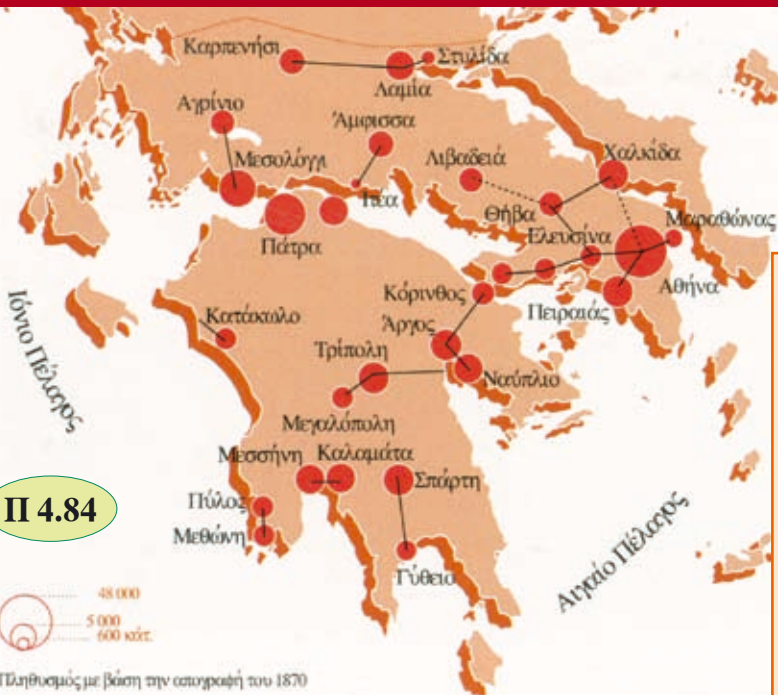 Καρπενήσι
Στυλίδα
Λαμία
Αγρίνιο
Άμφισσα
Μεσολόγγι
Λιβαδειά
Χαλκίδα
Ιτέα
Θήβα
Μαραθώνας
Ελευσίνα
Πάτρα
Αθήνα
Κόρινθος
Πειραιάς
Ιόνιο Πέλαγος
Κατάκωλο
Άργος
Τρίπολη
Ναύπλιο
Μεγαλόπολη
Μεσσήνη
Καλαμάτα
Σπάρτη
Πύλος
Π 4.84
Μεθώνη
Γύθειο
Αιγαίο Πέλαγος
48 000
5 000
600 κάτ.
Πληθυσμός με βάση την απογραφή του 1870